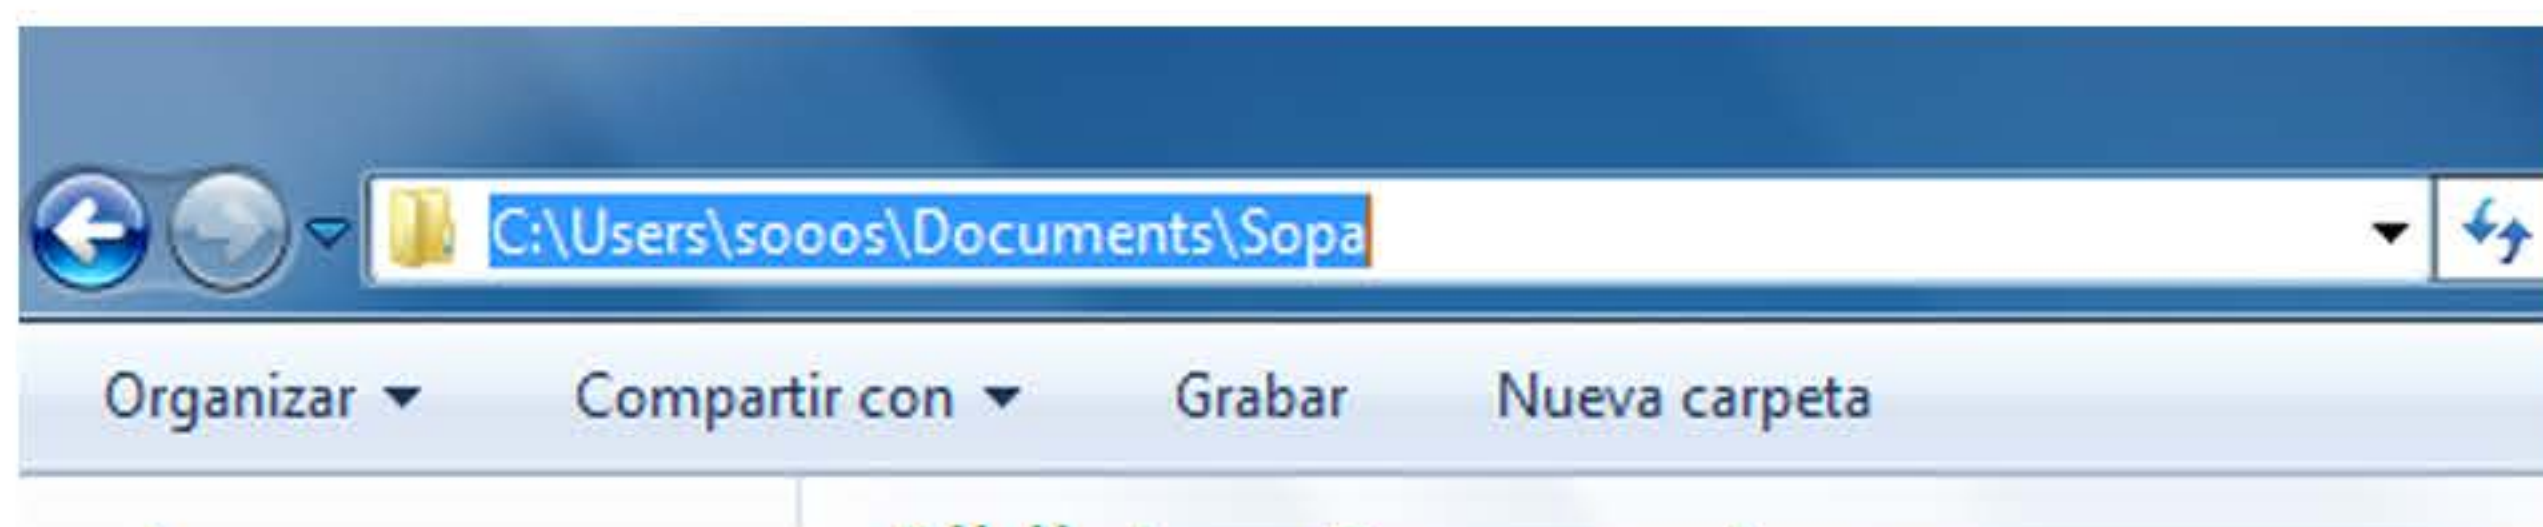 C:\Users\sooos\Documents\Sopa
Organizar Compartir con Grabar Nueva carpeta